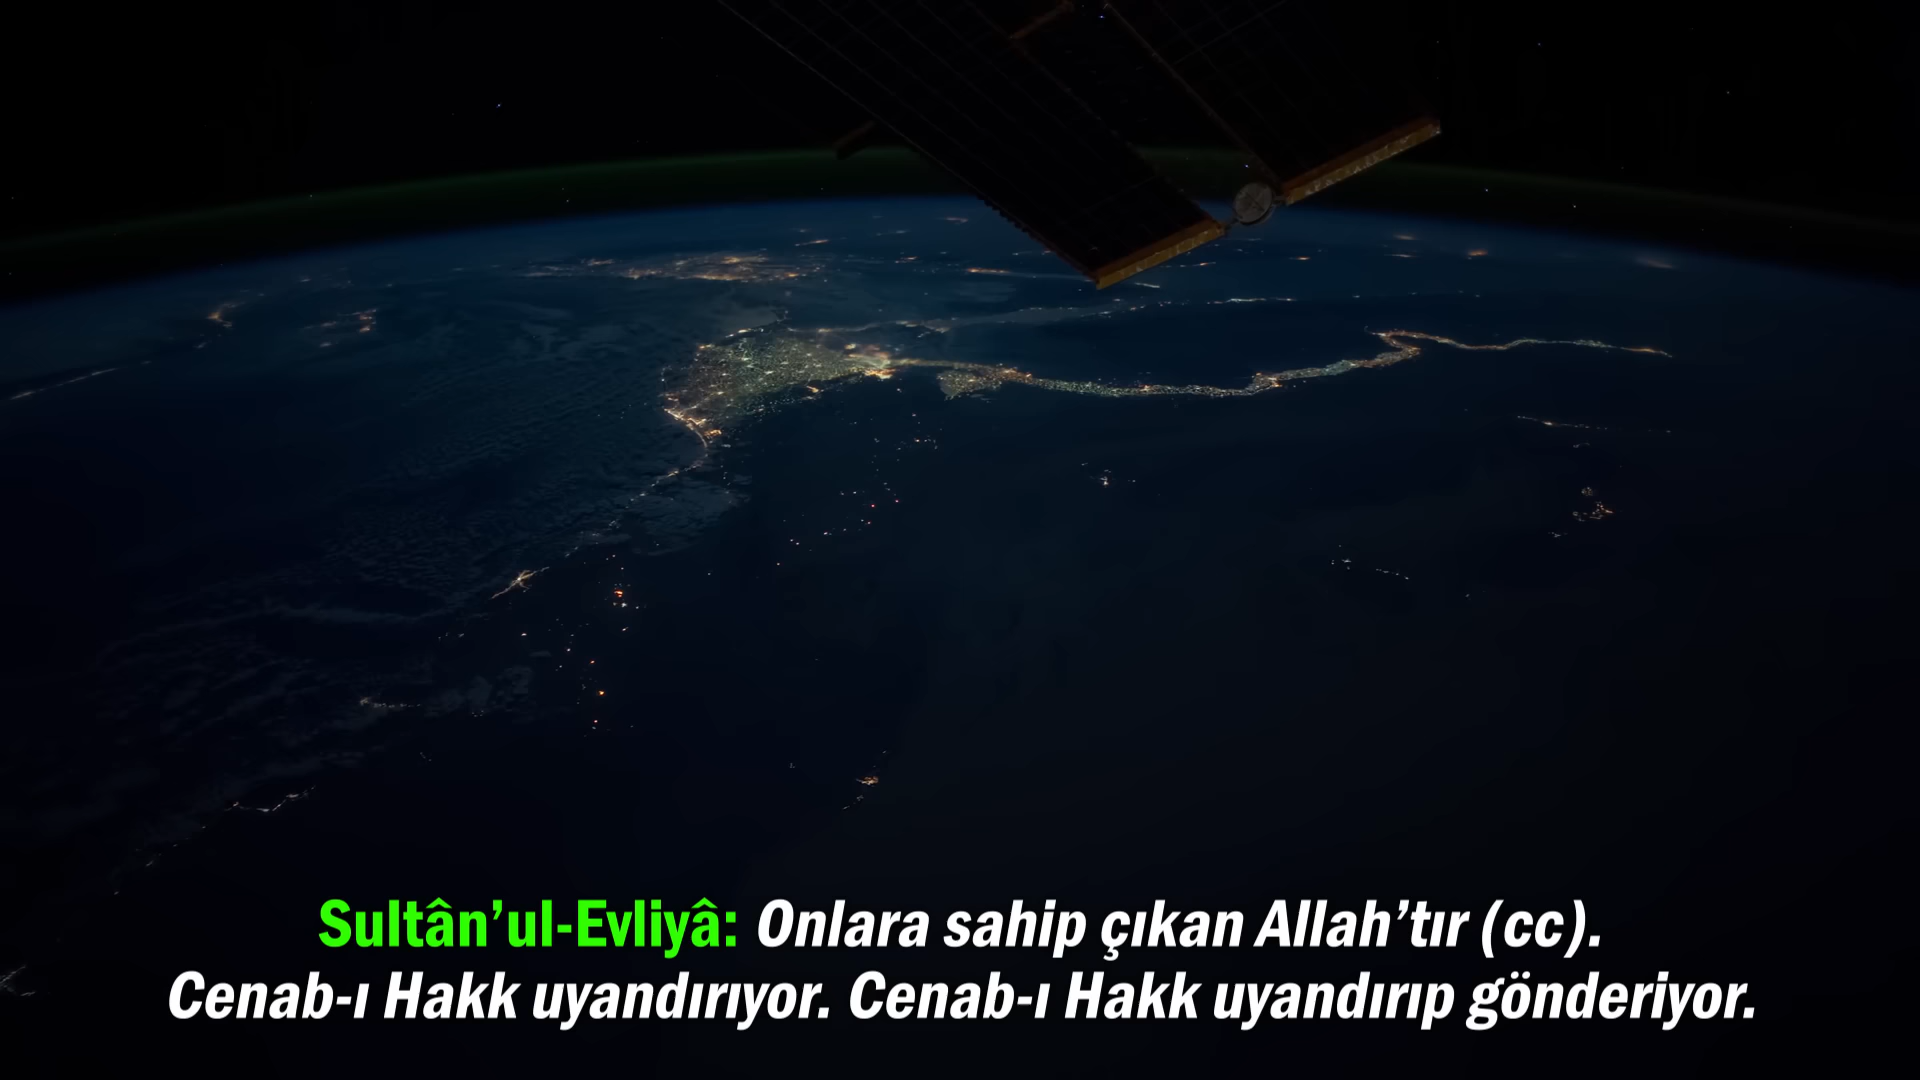 Sultân’ul-Evliyâ: Onlara sahip çıkan Allah’tır (cc).
Cenab-ı Hakk uyandırıyor. Cenab-ı Hakk uyandırıp gönderiyor.